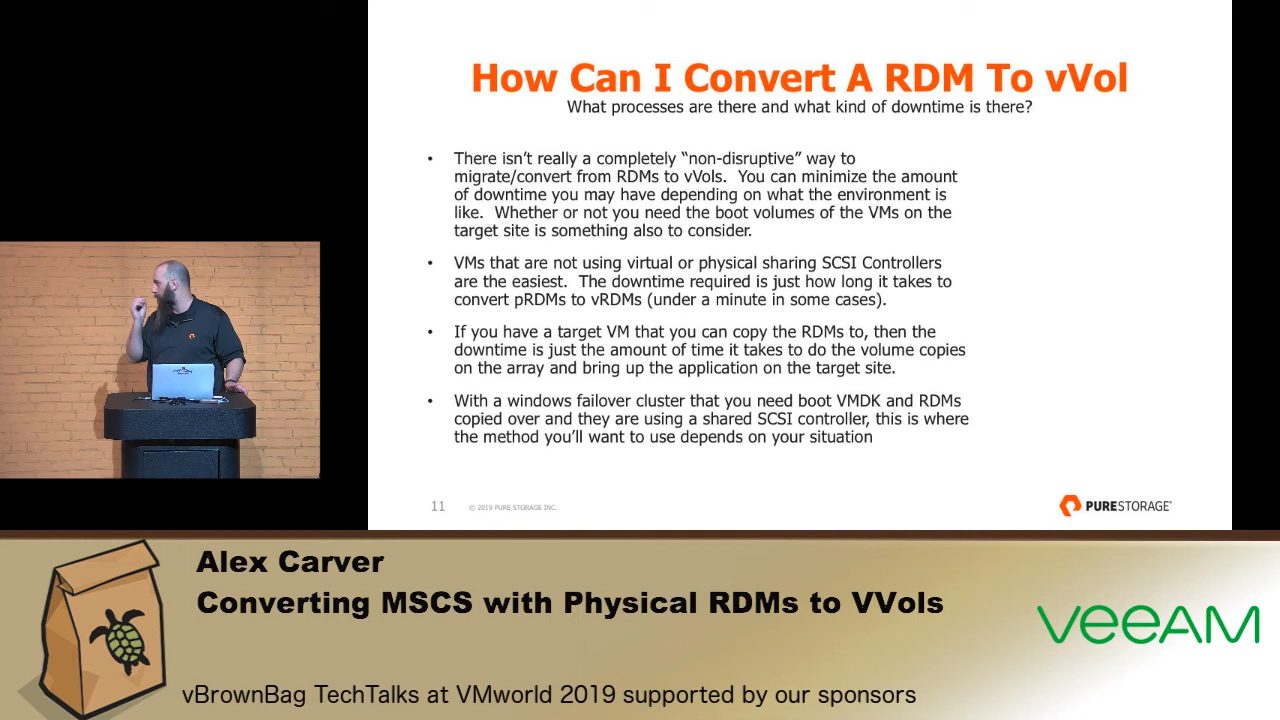 How Can I Convert A RDM To vVol
What processes are there and what kind of downtime is there?
• There isn’t really a completely “non-disruptive” way to
migrate/convert from RDMs to vVols. You can minimize the amount
of downtime you may have depending on what the environment is
like. Whether or not you need the boot volumes of the VMs on the
target site is something also to consider.
• VMs that are not using virtual or physical sharing SCSI Controllers
are the easiest. The downtime required is just how long it takes to
convert pRDMs to vRDMs (under a minute in some cases).
• If you have a target VM that you can copy the RDMs to, then the
downtime is just the amount of time it takes to do the volume copies
on the array and bring up the application on the target site.
• With a windows failover cluster that you need boot VMDK and RDMs
copied over and they are using a shared SCSI controller, this is where
the method you’ll want to use depends on your situation
11 © 2019 PURE STORAGE INC.
PURESTORAGE®
Alex Carver
Converting MSCS with Physical RDMs to VVols
veeAM
vBrownBag TechTalks at VMworld 2019 supported by our sponsors